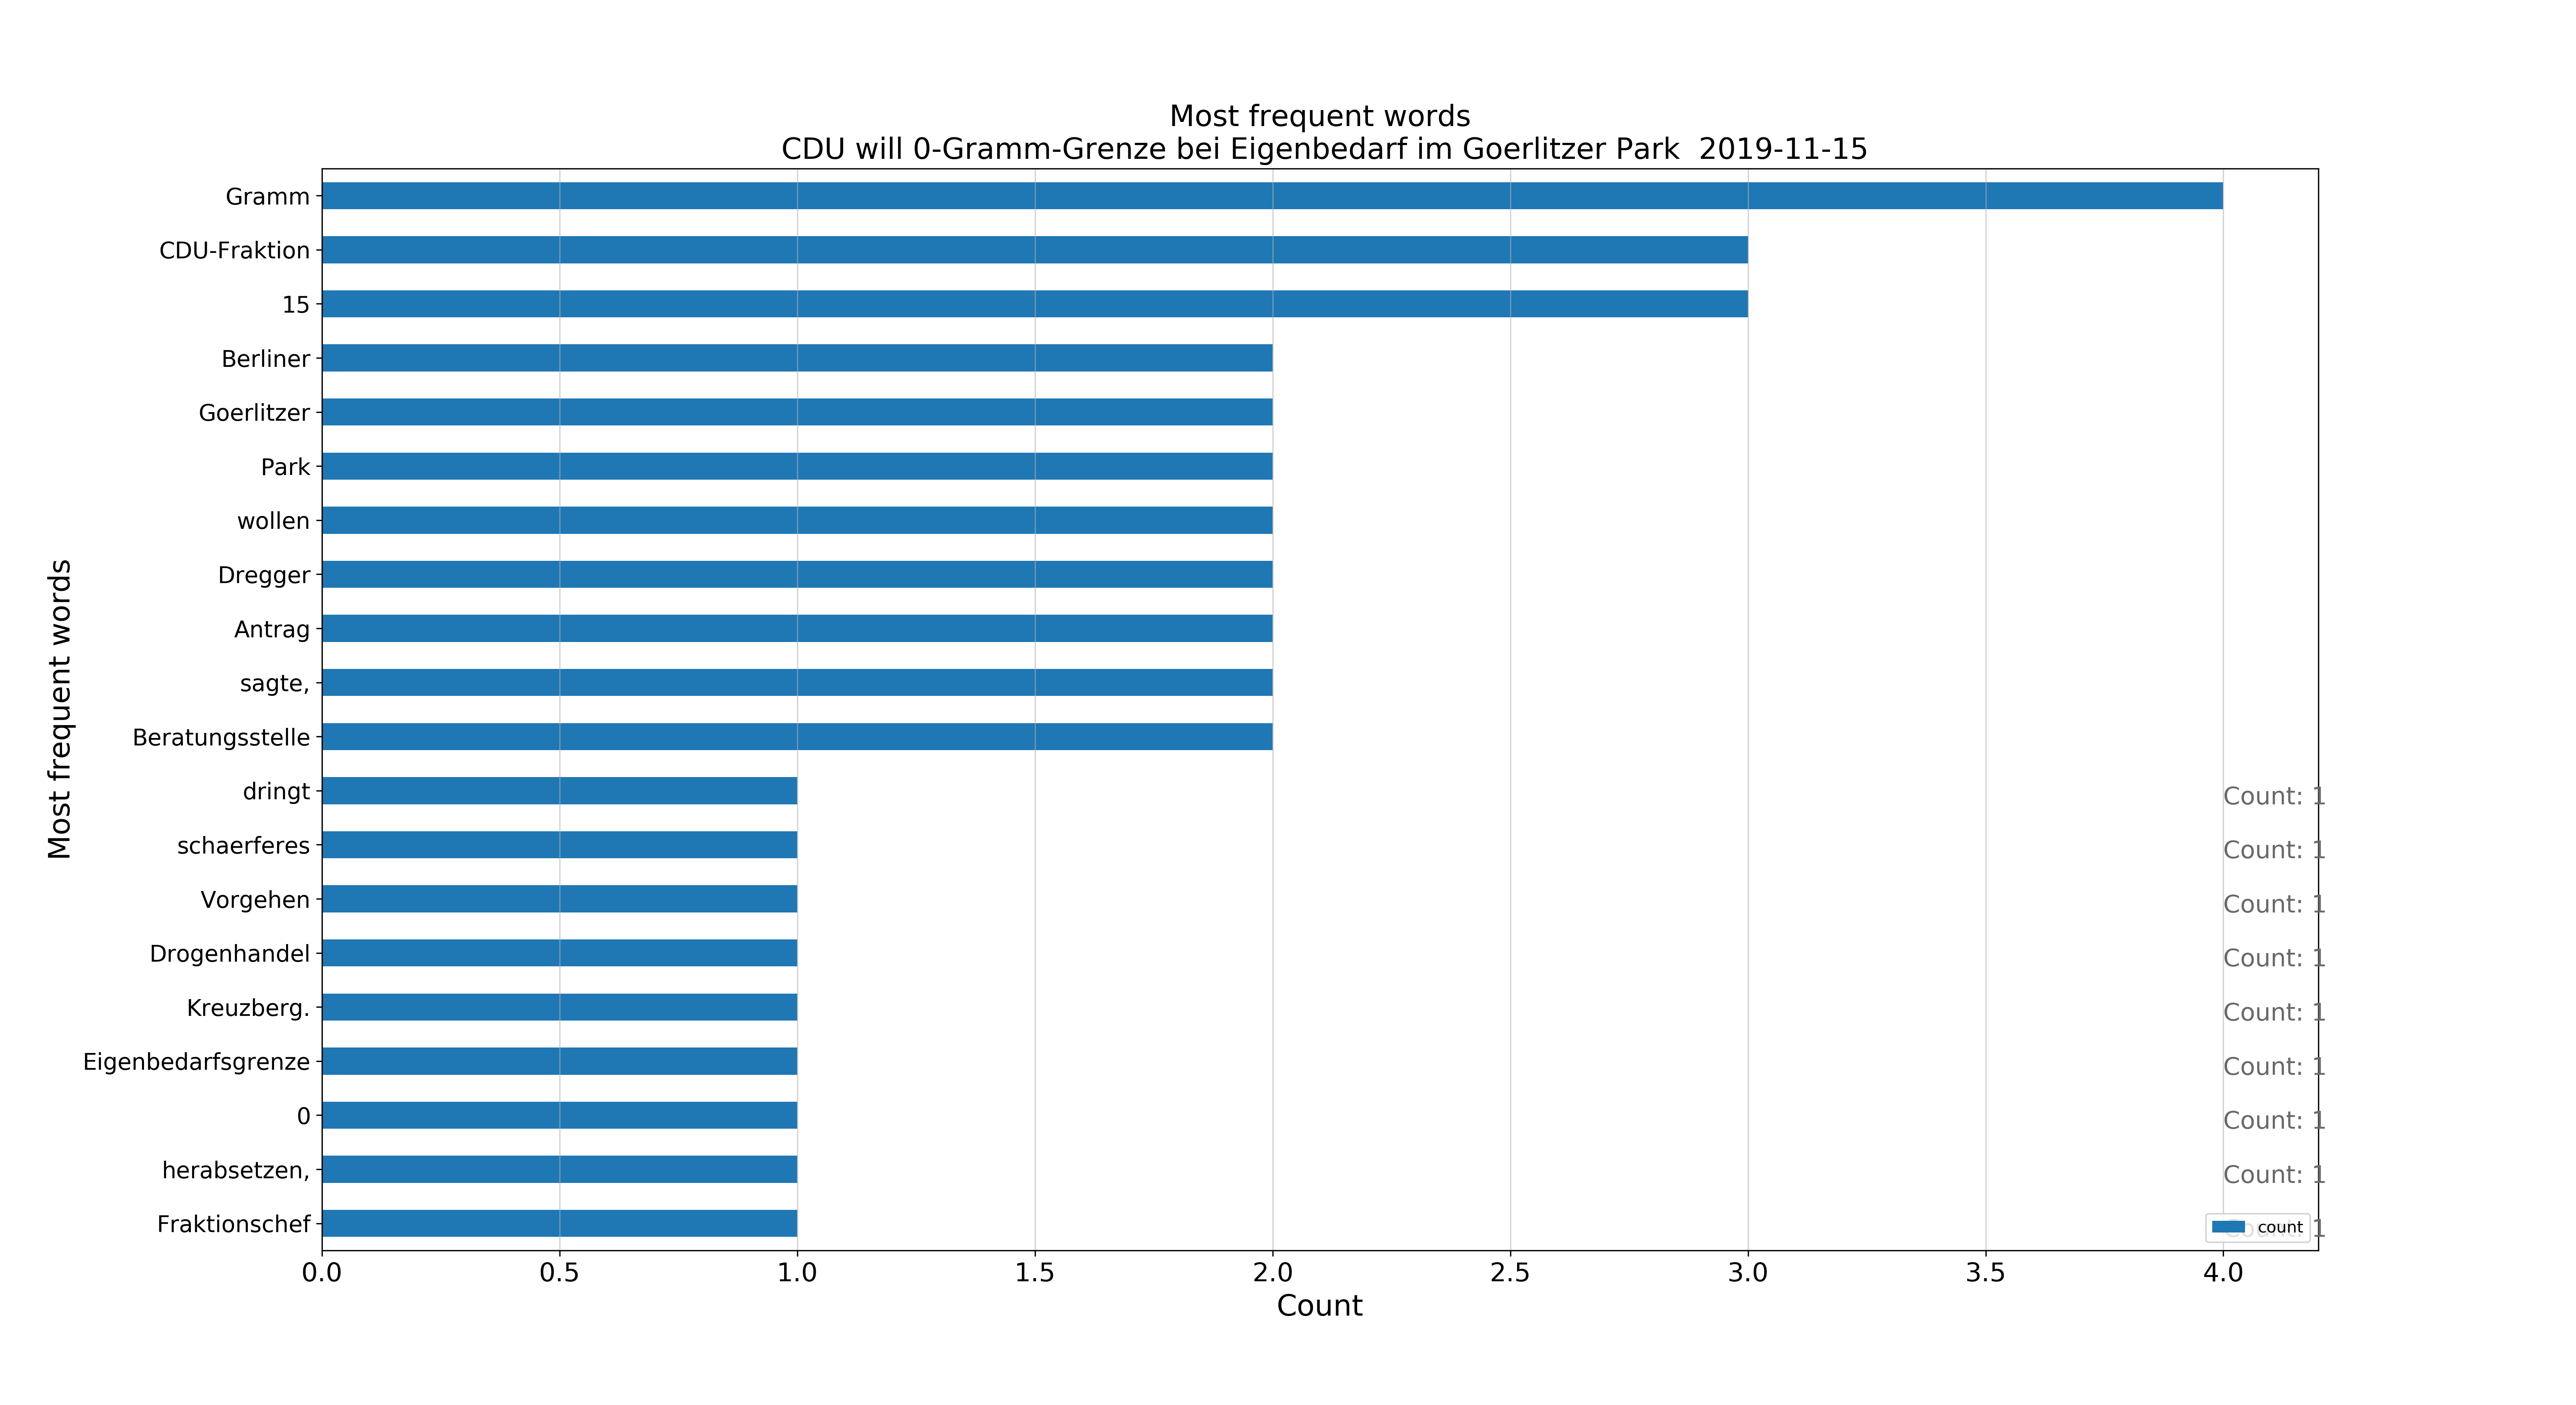 Most frequent words
CDU will 0-Gramm-Grenze bei Eigenbedarf im Goerlitzer Park  2019-11-15
Most frequent words
Gramm
CDU-Fraktion
15
Berliner
Goerlitzer
Park
wollen
Dregger
Antrag
sagte,
Beratungsstelle
dringt
Count: 1
schaerferes
Count: 1
Vorgehen
Count: 1
Drogenhandel
Count: 1
Kreuzberg.
Count: 1
Eigenbedarfsgrenze
Count: 1
0
Count: 1
herabsetzen,
Count: 1
Fraktionschef
Count: 1
count
0.0 0.5 1.0 1.5 2.0 2.5 3.0 3.5 4.0
Count